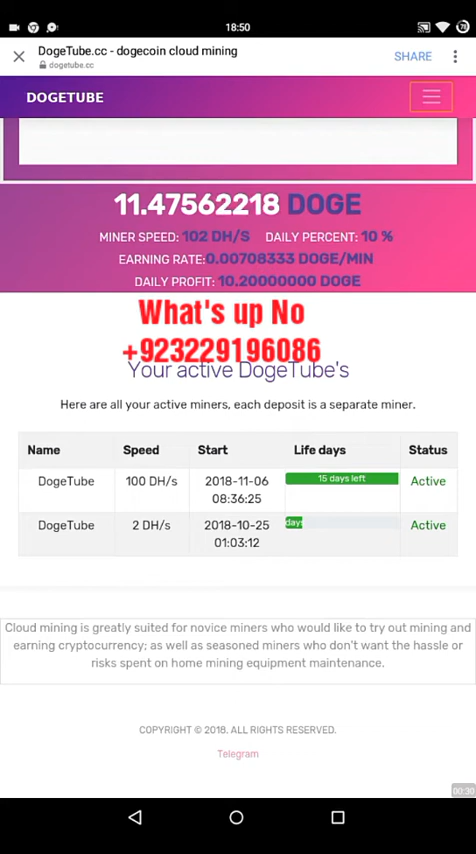 18:50
DogeTube.cc - dogecoin cloud mining
dogetube.cc
SHARE
DOGETUBE
11.47562218 DOGE
MINER SPEED: 102 DH/S DAILY PERCENT: 10 %
EARNING RATE:0.00708333 DOGE/MIN
DAILY PROFIT: 10.20000000 DOGE
What's up No
+923229196086
Your active DogeTube's
Here are all your active miners, each deposit is a separate miner.
Name Speed Start Life days Status
DogeTube 100 DH/s 2018-11-06 15 days left Active
08:36:25
DogeTube 2 DH/s 2018-10-25 days Active
01:03:12
Cloud mining is greatly suited for novice miners who would like to try out mining and
earning cryptocurrency; as well as seasoned miners who don't want the hassle or
risks spent on home mining equipment maintenance.
COPYRIGHT © 2018. ALL RIGHTS RESERVED.
Telegram
00:30